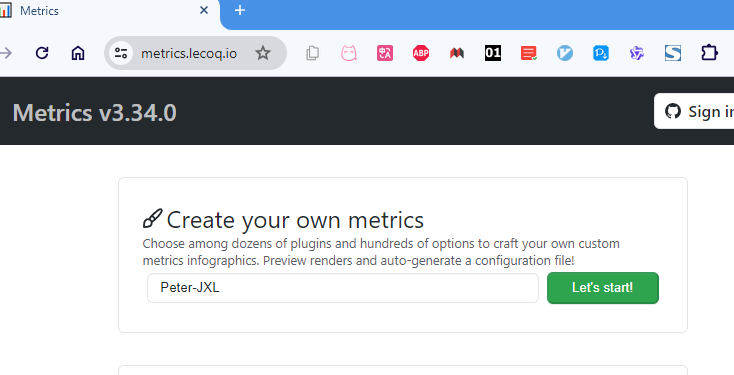 Metrics
metrics.lecoq.io
ABP
01
Metrics v3.34.0
Sign in
Create your own metrics
Choose among dozens of plugins and hundreds of options to craft your own custom
metrics infographics. Preview renders and auto-generate a configuration file!
Peter-JXL
Let's start!